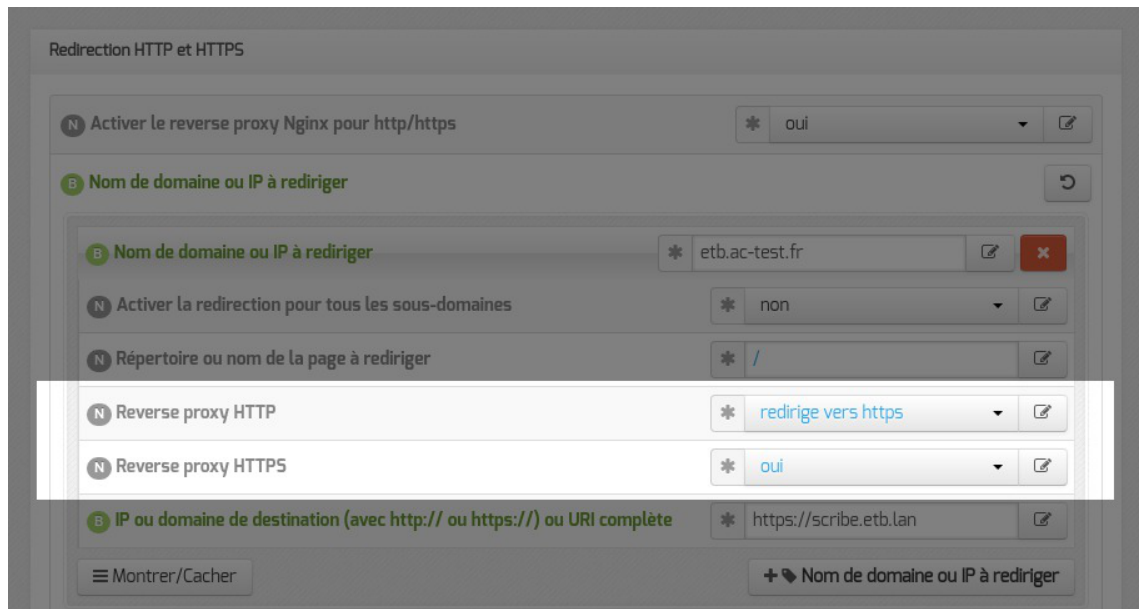 Redirection HTTP et HTTPS
N Activer le reverse proxy Nginx pour http/https * oui
B Nom de domaine ou IP à rediriger
B Nom de domaine ou IP à rediriger * etb.ac-test.fr
N Activer la redirection pour tous les sous-domaines * non
N Répertoire ou nom de la page à rediriger * /
N Reverse proxy HTTP * redirige vers https
N Reverse proxy HTTPS * oui
B IP ou domaine de destination (avec http:// ou https://) ou URI complète * https://scribe.etb.lan
Montrer/Cacher + Nom de domaine ou IP à rediriger